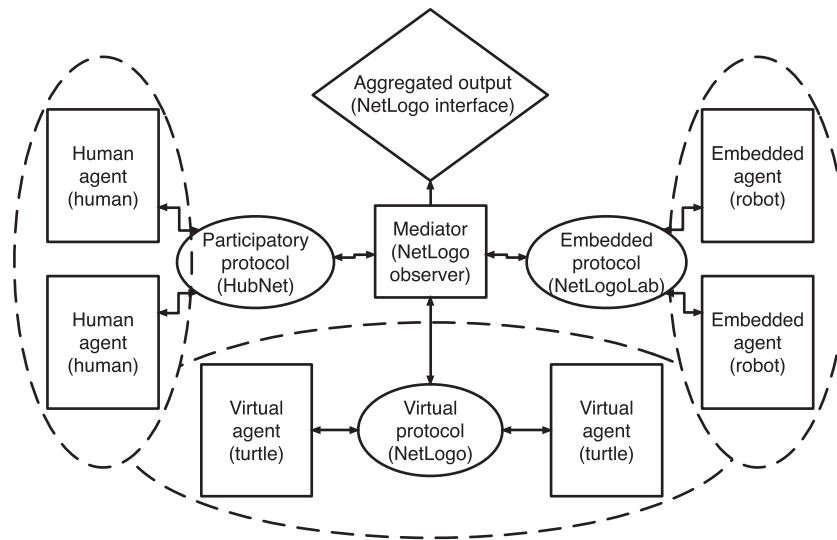 Aggregated output
(NetLogo interface)
Human
agent
(human)
Embedded
agent
(robot)
Participatory
protocol
(HubNet)
Mediator
(NetLogo
observer)
Embedded
protocol
(NetLogoLab)
Human
agent
(human)
Embedded
agent
(robot)
Virtual
agent
(turtle)
Virtual
protocol
(NetLogo)
Virtual
agent
(turtle)